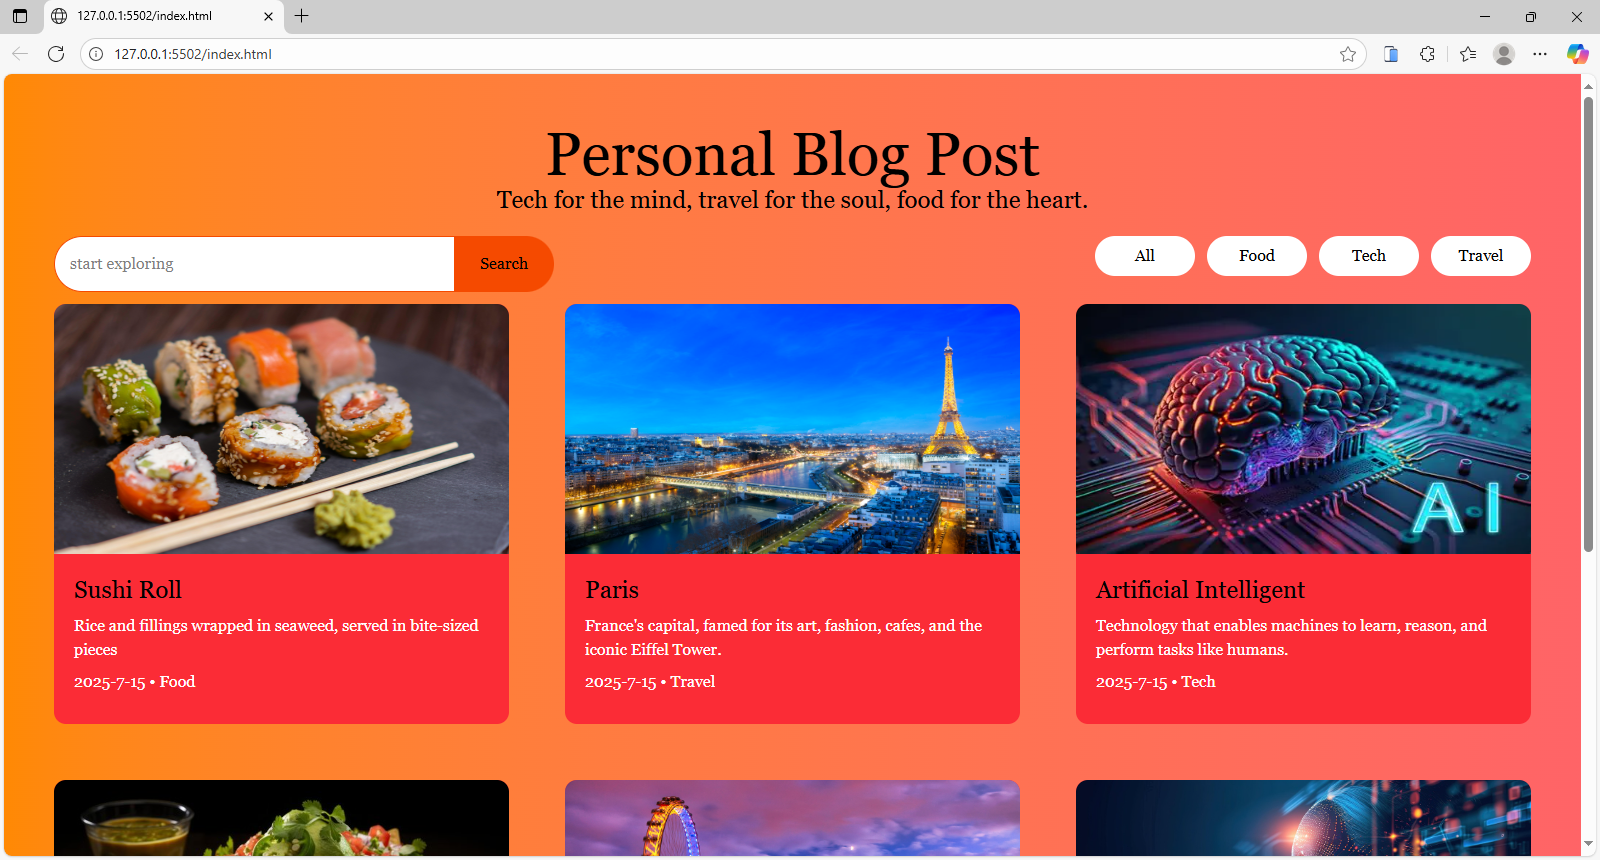 127.0.0.1:5502/index.html
127.0.0.1:5502/index.html
Personal Blog Post
Tech for the mind, travel for the soul, food for the heart.
start exploring
Search
All
Food
Tech
Travel
AI
Sushi Roll
Rice and fillings wrapped in seaweed, served in bite-sized
pieces
2025-7-15 • Food
Paris
France's capital, famed for its art, fashion, cafes, and the
iconic Eiffel Tower.
2025-7-15 • Travel
Artificial Intelligent
Technology that enables machines to learn, reason, and
perform tasks like humans.
2025-7-15 • Tech